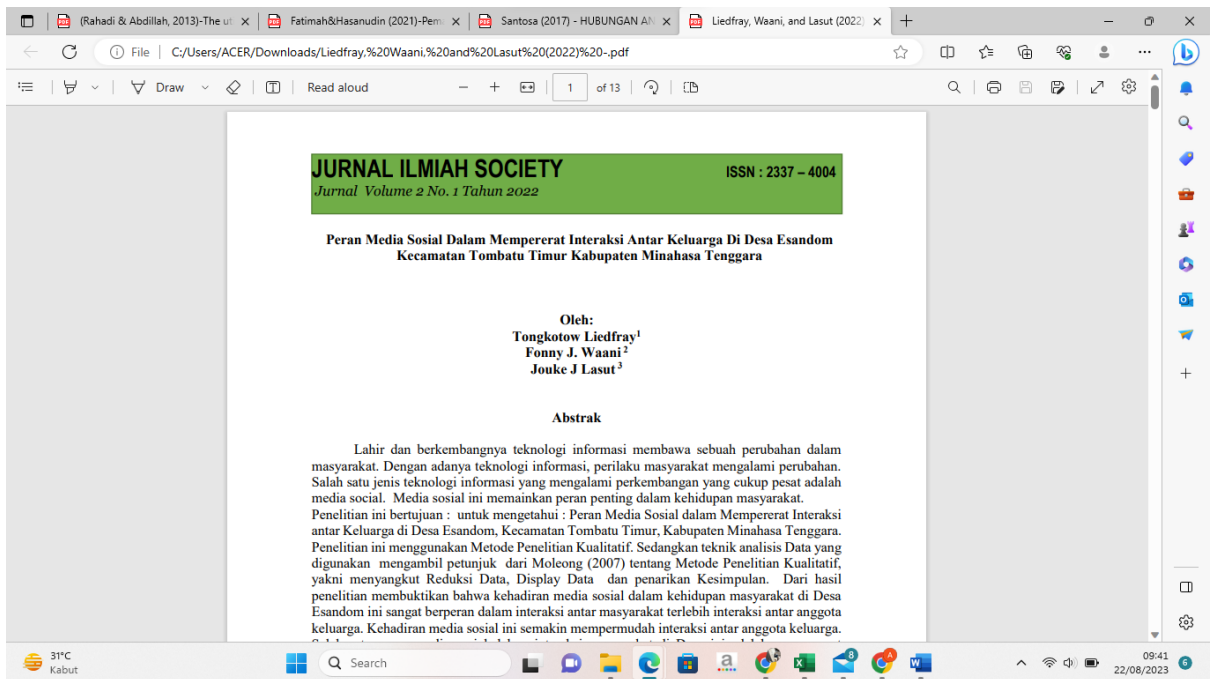 (Rahadi & Abdillah, 2013)-The ut
Fatimah&Hasanudin (2021)-Pem
Santosa (2017) - HUBUNGAN AN
Liedfray, Waani, and Lasut (2022)
File | C:/Users/ACER/Downloads/Liedfray,%20Waani,%20and%20Lasut%20(2022)%20-.pdf
Draw
Read aloud
1 of 13
JURNAL ILMIAH SOCIETY ISSN : 2337 – 4004
Jurnal Volume 2 No. 1 Tahun 2022
Peran Media Sosial Dalam Mempererat Interaksi Antar Keluarga Di Desa Esandom
Kecamatan Tombatu Timur Kabupaten Minahasa Tenggara
Oleh:
Tongkotow Liedfray¹
Fonny J. Waani ²
Jouke J Lasut ³
Abstrak
Lahir dan berkembangnya teknologi informasi membawa sebuah perubahan dalam
masyarakat. Dengan adanya teknologi informasi, perilaku masyarakat mengalami perubahan.
Salah satu jenis teknologi informasi yang mengalami perkembangan yang cukup pesat adalah
media social. Media sosial ini memainkan peran penting dalam kehidupan masyarakat.
Penelitian ini bertujuan : untuk mengetahui : Peran Media Sosial dalam Mempererat Interaksi
antar Keluarga di Desa Esandom, Kecamatan Tombatu Timur, Kabupaten Minahasa Tenggara.
Penelitian ini menggunakan Metode Penelitian Kualitatif. Sedangkan teknik analisis Data yang
digunakan mengambil petunjuk dari Moleong (2007) tentang Metode Penelitian Kualitatif,
yakni menyangkut Reduksi Data, Display Data dan penarikan Kesimpulan. Dari hasil
penelitian membuktikan bahwa kehadiran media sosial dalam kehidupan masyarakat di Desa
Esandom ini sangat berperan dalam interaksi antar masyarakat terlebih interaksi antar anggota
keluarga. Kehadiran media sosial ini semakin mempermudah interaksi antar anggota keluarga.
31°C
Kabut
Search
8
09:41
22/08/2023
6